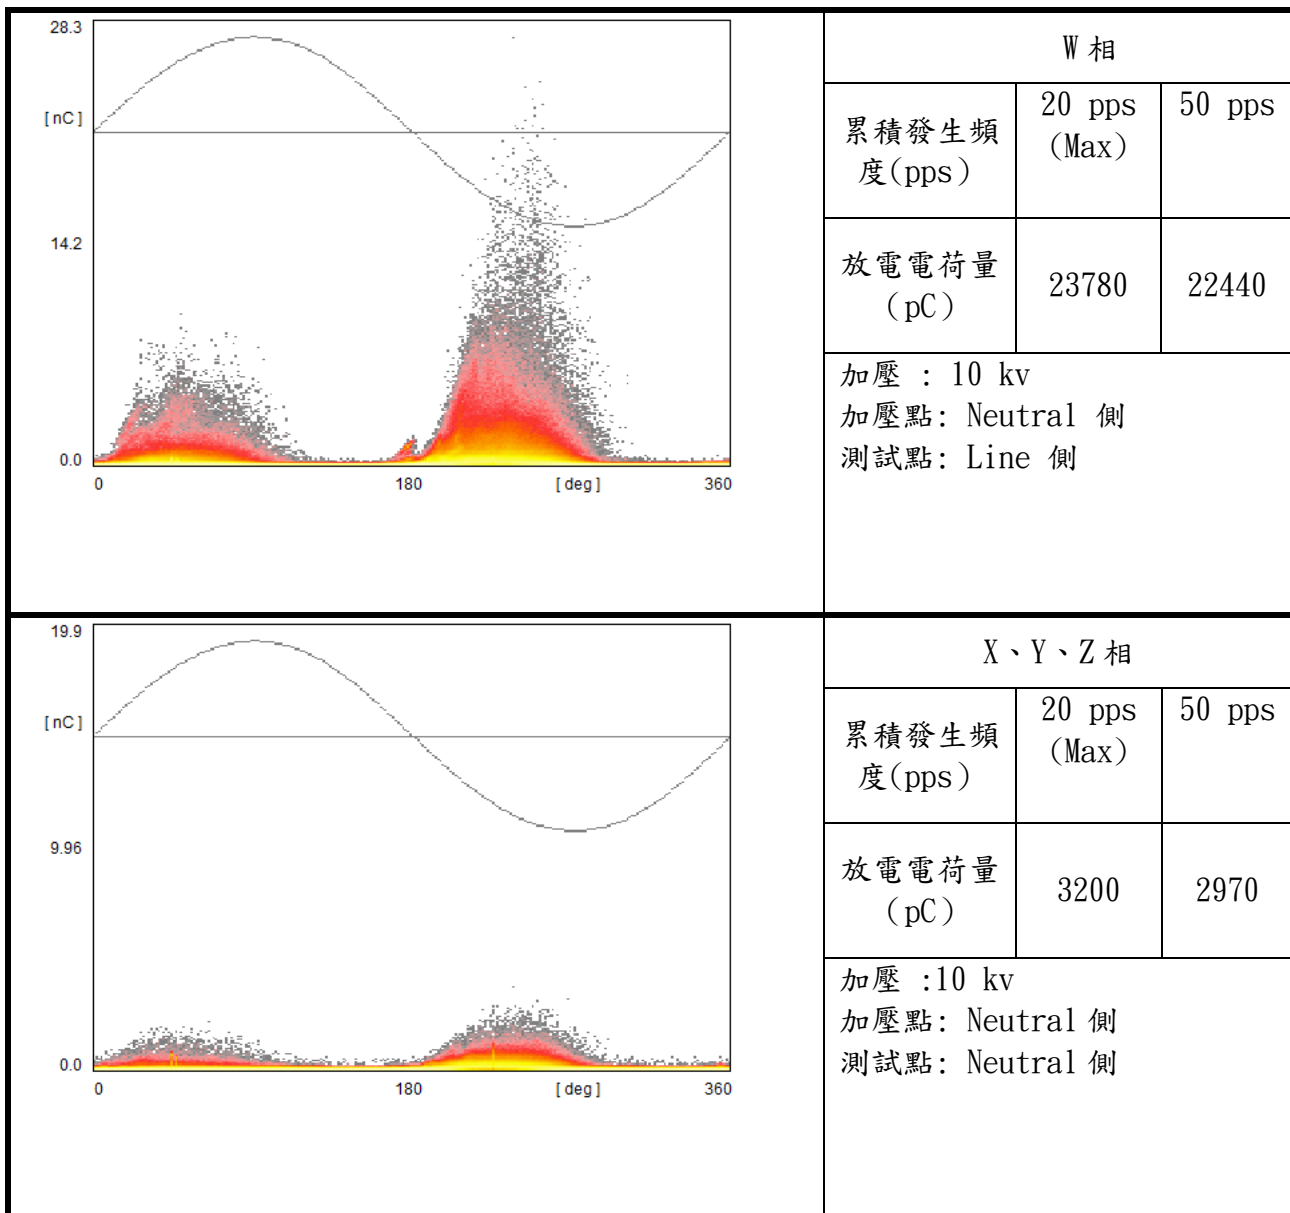 28.3
[nC]
14.2
0.0
0
180
[deg]
360
W 相
累積發生頻
度(pps)
20 pps
(Max)
50 pps
放電電荷量
(pC)
23780
22440
加壓 : 10 kv
加壓點: Neutral 側
測試點: Line 側
19.9
[nC]
9.96
0.0
0
180
[deg]
360
X、Y、Z 相
累積發生頻
度(pps)
20 pps
(Max)
50 pps
放電電荷量
(pC)
3200
2970
加壓 :10 kv
加壓點: Neutral 側
測試點: Neutral 側